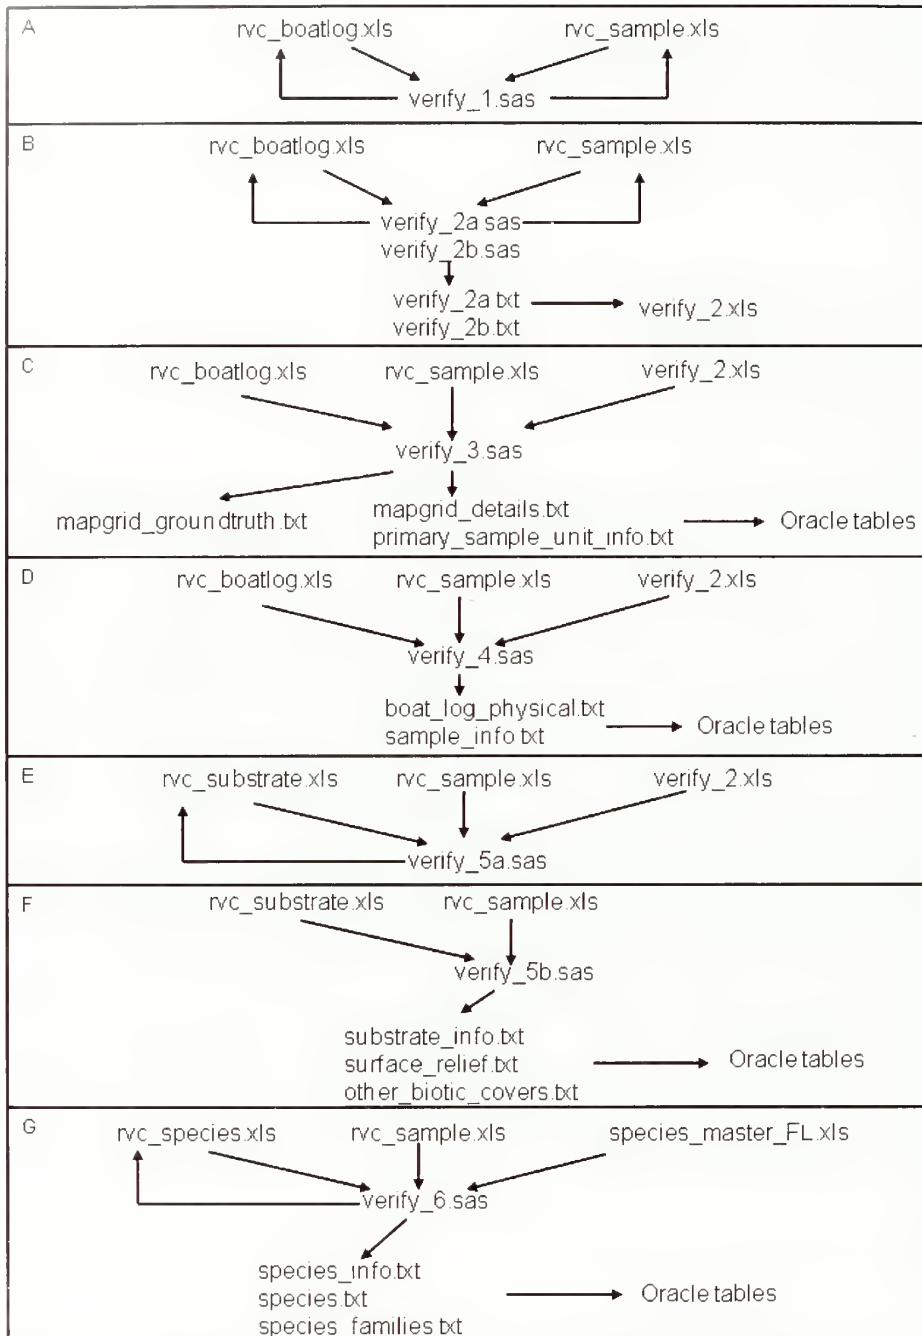 A
rvc_boatlog.xls rvc_sample.xls
verify_1.sas
B
rvc_boatlog.xls rvc_sample.xls
verify_2a.sas
verify_2b.sas
verify_2a.txt verify_2.xls
verify_2b.txt
C
rvc_boatlog.xls rvc_sample.xls verify_2.xls
verify_3.sas
mapgrid_groundtruth.txt
mapgrid_details.txt
primary_sample_unit_info.txt Oracle tables
D
rvc_boatlog.xls rvc_sample.xls verify_2.xls
verify_4.sas
boat_log_physical.txt
sample_info.txt Oracle tables
E
rvc_substrate.xls rvc_sample.xls verify_2.xls
verify_5a.sas
F
rvc_substrate.xls rvc_sample.xls
verify_5b.sas
substrate_info.txt
surface_relief.txt Oracle tables
other_biotic_covers.txt
G
rvc_species.xls rvc_sample.xls species_master_FL.xls
verify_6.sas
species_info.txt
species.txt Oracle tables
species_families.txt